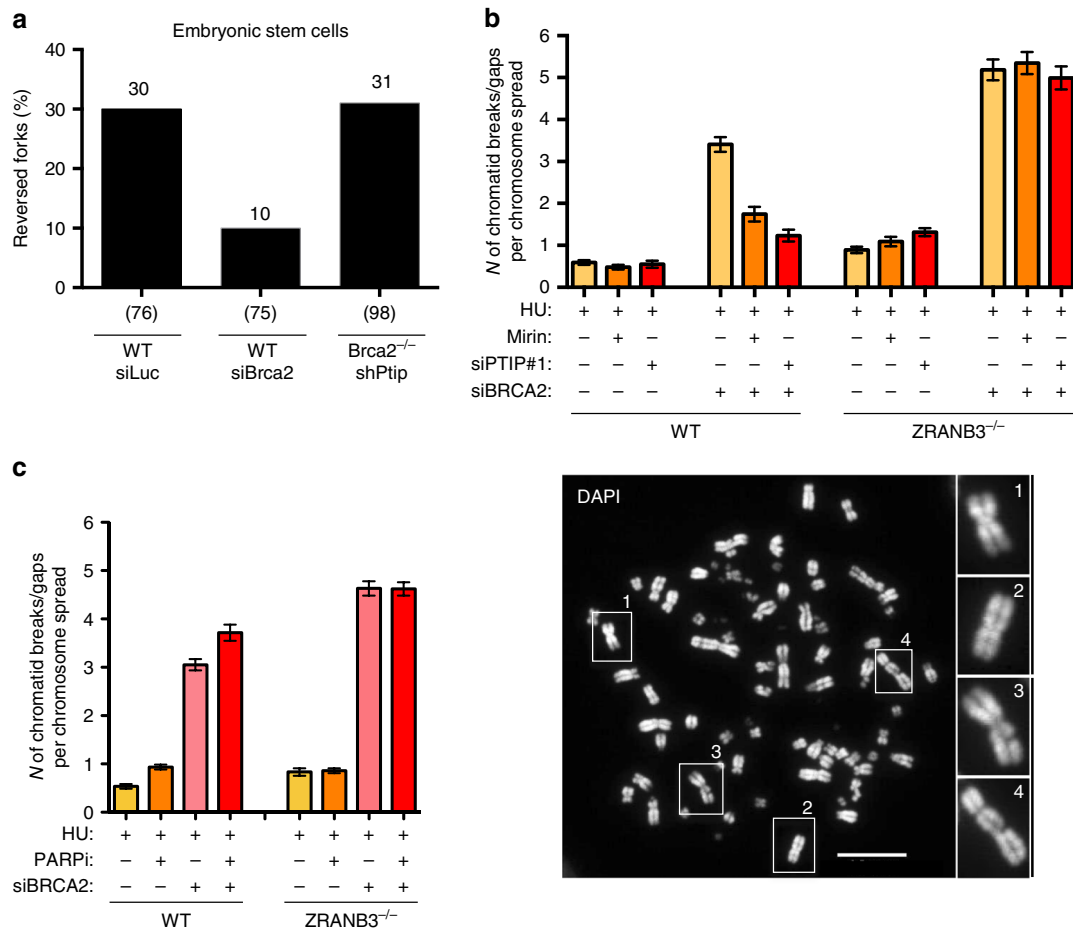 a
Embryonic stem cells
Reversed forks (%)
40
30
20
10
0
30
10
31
(76) (75) (98)
WT
siLuc
WT
siBrca2
Brca2–/–
shPtip
b
N of chromatid breaks/gaps
per chromosome spread
6
5
4
3
2
1
0
HU: + + + + + + + + + + + +
Mirin: – + – – + – – + – – + –
siPTIP#1: – – + – – + – – + – – +
siBRCA2: – – – + + + – – – + + +
WT ZRANB3–/–
c
N of chromatid breaks/gaps
per chromosome spread
6
5
4
3
2
1
0
HU: + + + + + + + +
PARPi: – + – + – + – +
siBRCA2: – – + + – – + +
WT ZRANB3–/–
DAPI
1
4
3
2
1
2
3
4